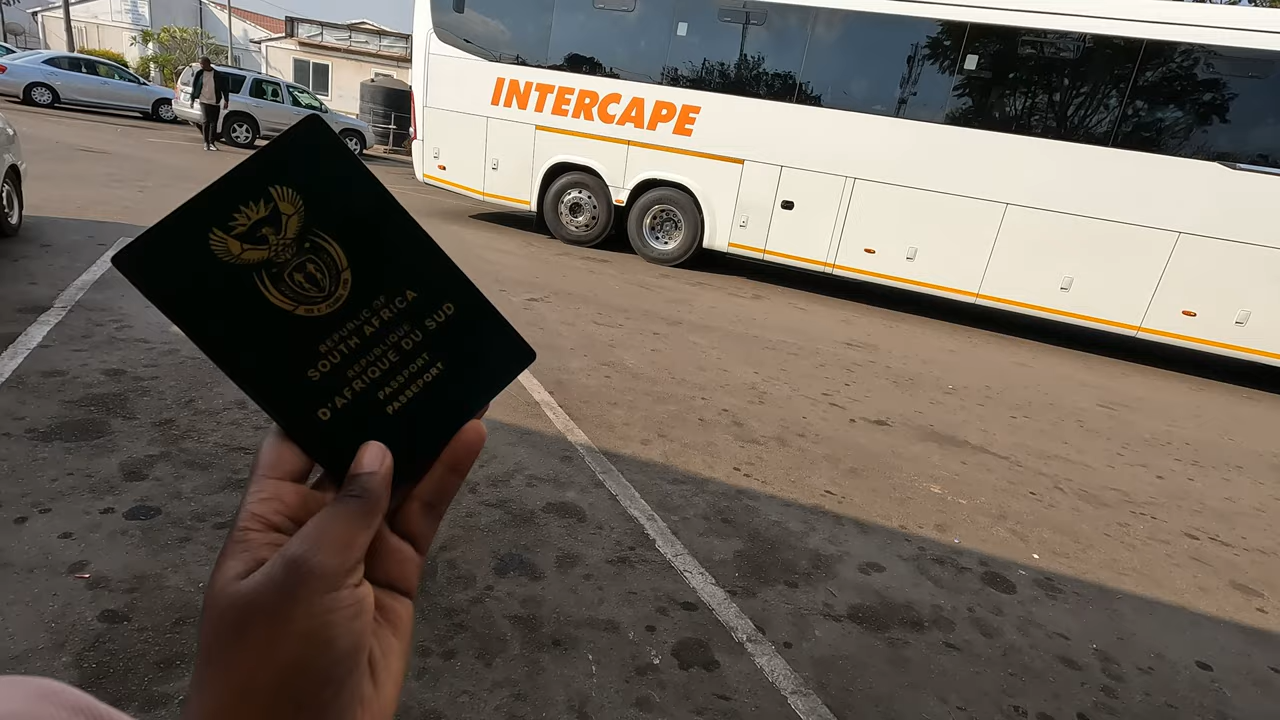 INTERCAPE
REPUBLIC OF
SOUTH AFRICA
REPUBLIQUE
D'AFRIQUE DU SUD
PASSPORT
PASSEPORT